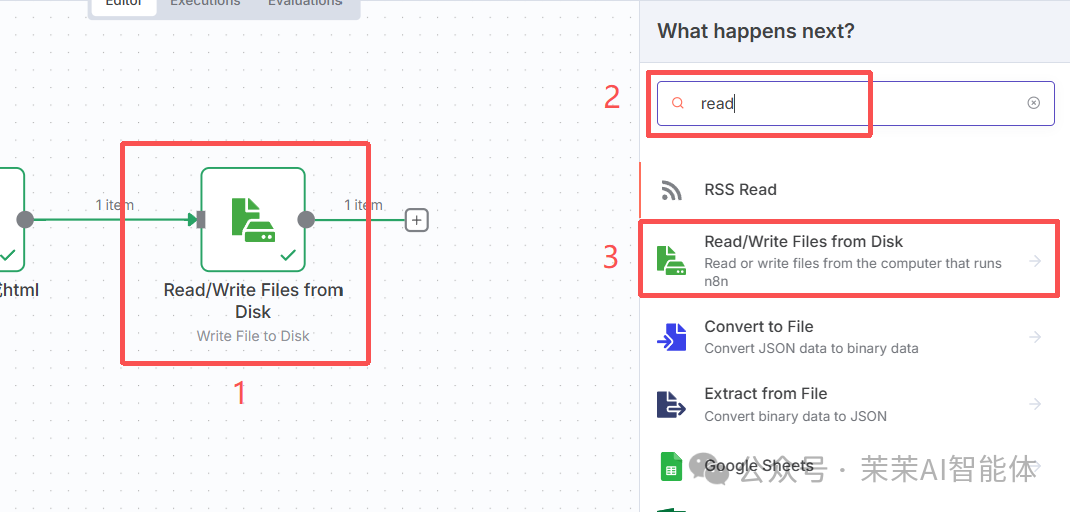 Editor
Executions
Evaluations
What happens next?
2
read
1 item
1 item
RSS Read
3
Read/Write Files from Disk
Read or write files from the computer that runs
n8n
html
Read/Write Files from
Disk
Write File to Disk
1
Convert to File
Convert JSON data to binary data
Extract from File
Convert binary data to JSON
Google Sheets
公众号 · 茉茉AI智能体